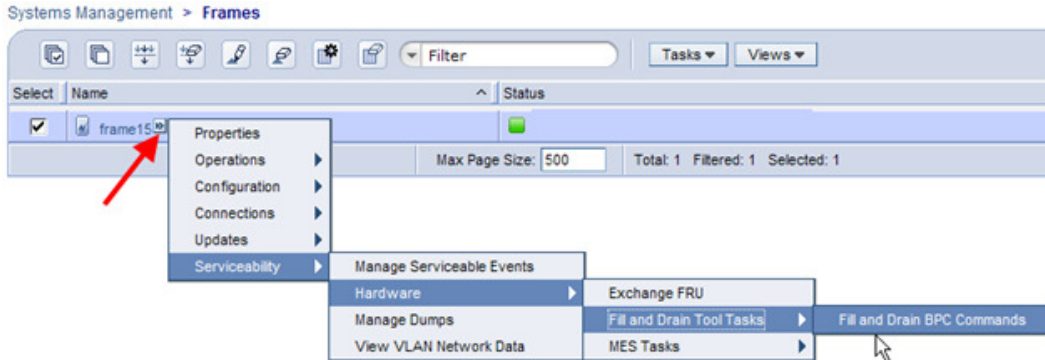 Systems Management > Frames
Filter Tasks Views
Select Name Status
frame15
Max Page Size: 500 Total: 1 Filtered: 1 Selected: 1
Properties
Operations
Configuration
Connections
Updates
Serviceability
Manage Serviceable Events
Hardware
Manage Dumps
View VLAN Network Data
Exchange FRU
Fill and Drain Tool Tasks
MES Tasks
Fill and Drain BPC Commands